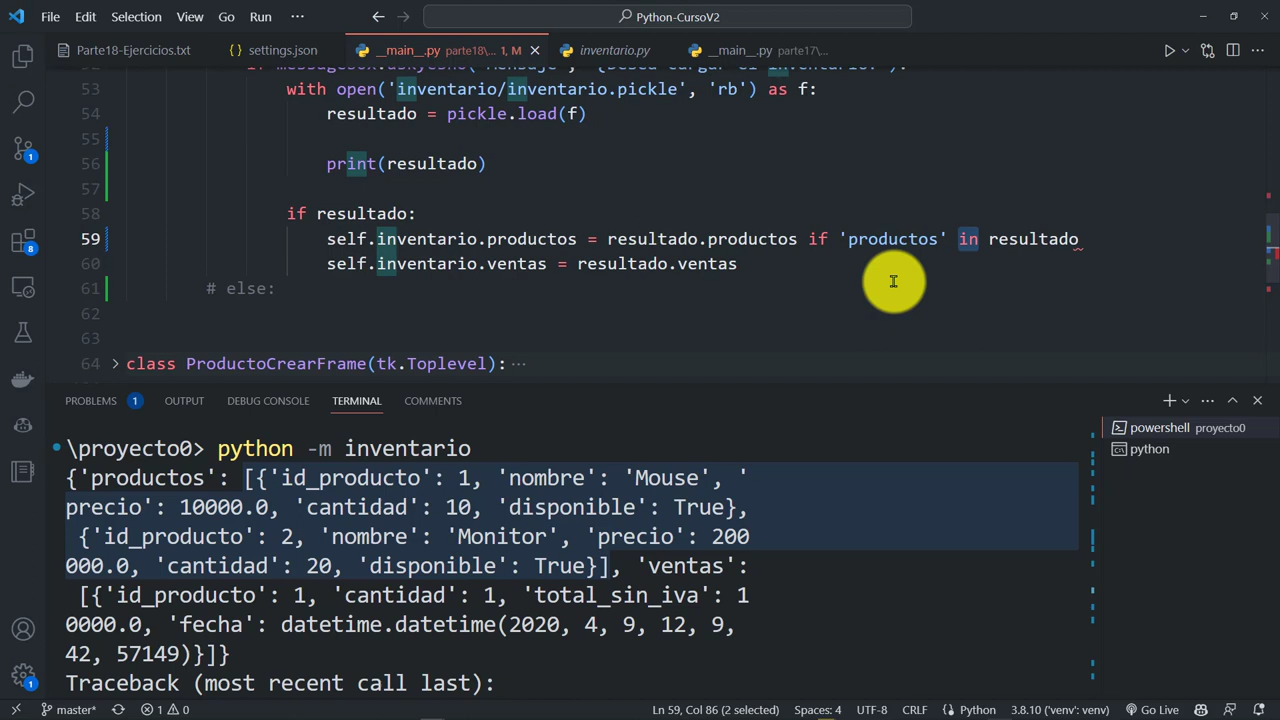 File Edit Selection View Go Run ··· Python-CursoV2
Parte18-Ejercicios.txt {} settings.json __main__.py parte18\... 1, M inventario.py __main__.py parte17\...
53 with open('inventario/inventario.pickle', 'rb') as f:
54 resultado = pickle.load(f)
55
56 print(resultado)
57
58 if resultado:
59 self.inventario.productos = resultado.productos if 'productos' in resultado
60 self.inventario.ventas = resultado.ventas
61 # else:
62
63
64 class ProductoCrearFrame(tk.Toplevel): ···
PROBLEMS 1 OUTPUT DEBUG CONSOLE TERMINAL COMMENTS
powershell proyecto0
python
\proyecto0> python -m inventario
{'productos': [{'id_producto': 1, 'nombre': 'Mouse', '
precio': 10000.0, 'cantidad': 10, 'disponible': True},
{'id_producto': 2, 'nombre': 'Monitor', 'precio': 200
000.0, 'cantidad': 20, 'disponible': True}], 'ventas':
[{'id_producto': 1, 'cantidad': 1, 'total_sin_iva': 1
0000.0, 'fecha': datetime.datetime(2020, 4, 9, 12, 9,
42, 57149)}]}
Traceback (most recent call last):
1
8
1
master* 1 0 Ln 59, Col 86 (2 selected) Spaces: 4 UTF-8 CRLF Python 3.8.10 ('venv': venv) Go Live Prettier